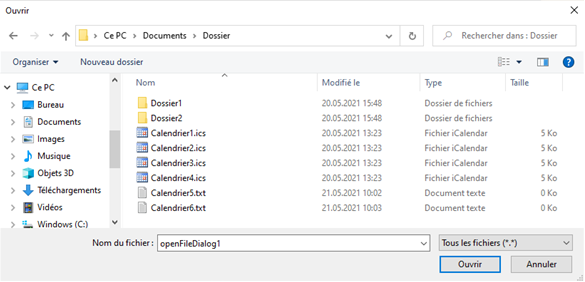 Ouvrir
Ce PC > Documents > Dossier
Rechercher dans : Dossier
Organiser
Nouveau dossier
Nom Modifié le Type Taille
Ce PC
Bureau
Documents
Images
Musique
Objets 3D
Téléchargements
Vidéos
Windows (C:)
Dossier1 20.05.2021 15:48 Dossier de fichiers
Dossier2 20.05.2021 15:48 Dossier de fichiers
Calendrier1.ics 20.05.2021 13:23 Fichier iCalendar 5 Ko
Calendrier2.ics 20.05.2021 13:23 Fichier iCalendar 5 Ko
Calendrier3.ics 20.05.2021 13:23 Fichier iCalendar 5 Ko
Calendrier4.ics 20.05.2021 13:23 Fichier iCalendar 5 Ko
Calendrier5.txt 21.05.2021 10:02 Document texte 0 Ko
Calendrier6.txt 21.05.2021 10:03 Document texte 0 Ko
Nom du fichier : openFileDialog1 Tous les fichiers (*.*)
Ouvrir Annuler